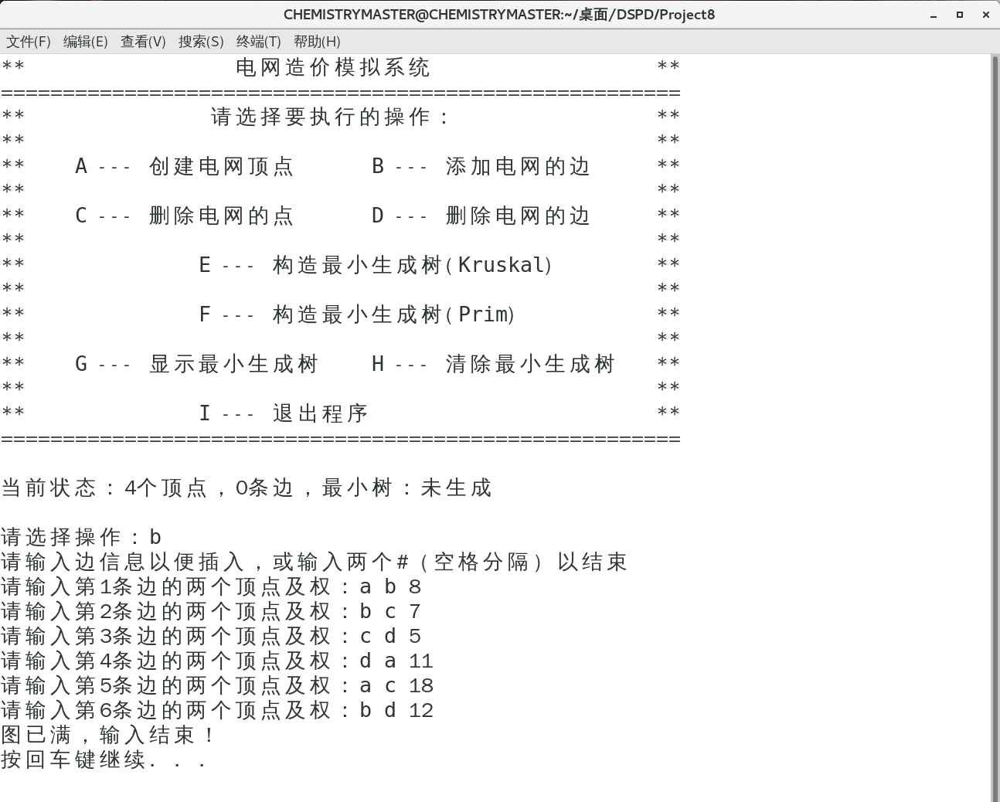 CHEMISTRYMASTER@CHEMISTRYMASTER:~/桌面/DSPD/Project8
文件(F) 编辑(E) 查看(V) 搜索(S) 终端(T) 帮助(H)
** 电网造价模拟系统 **
=======================================================
** 请选择要执行的操作： **
** **
** A --- 创建电网顶点 B --- 添加电网的边 **
** **
** C --- 删除电网的点 D --- 删除电网的边 **
** **
** E --- 构造最小生成树(Kruskal) **
** **
** F --- 构造最小生成树(Prim) **
** **
** G --- 显示最小生成树 H --- 清除最小生成树 **
** **
** I --- 退出程序 **
=======================================================
当前状态：4个顶点，0条边，最小树：未生成
请选择操作：b
请输入边信息以便插入，或输入两个#（空格分隔）以结束
请输入第1条边的两个顶点及权：a b 8
请输入第2条边的两个顶点及权：b c 7
请输入第3条边的两个顶点及权：c d 5
请输入第4条边的两个顶点及权：d a 11
请输入第5条边的两个顶点及权：a c 18
请输入第6条边的两个顶点及权：b d 12
图已满，输入结束！
按回车键继续. . .